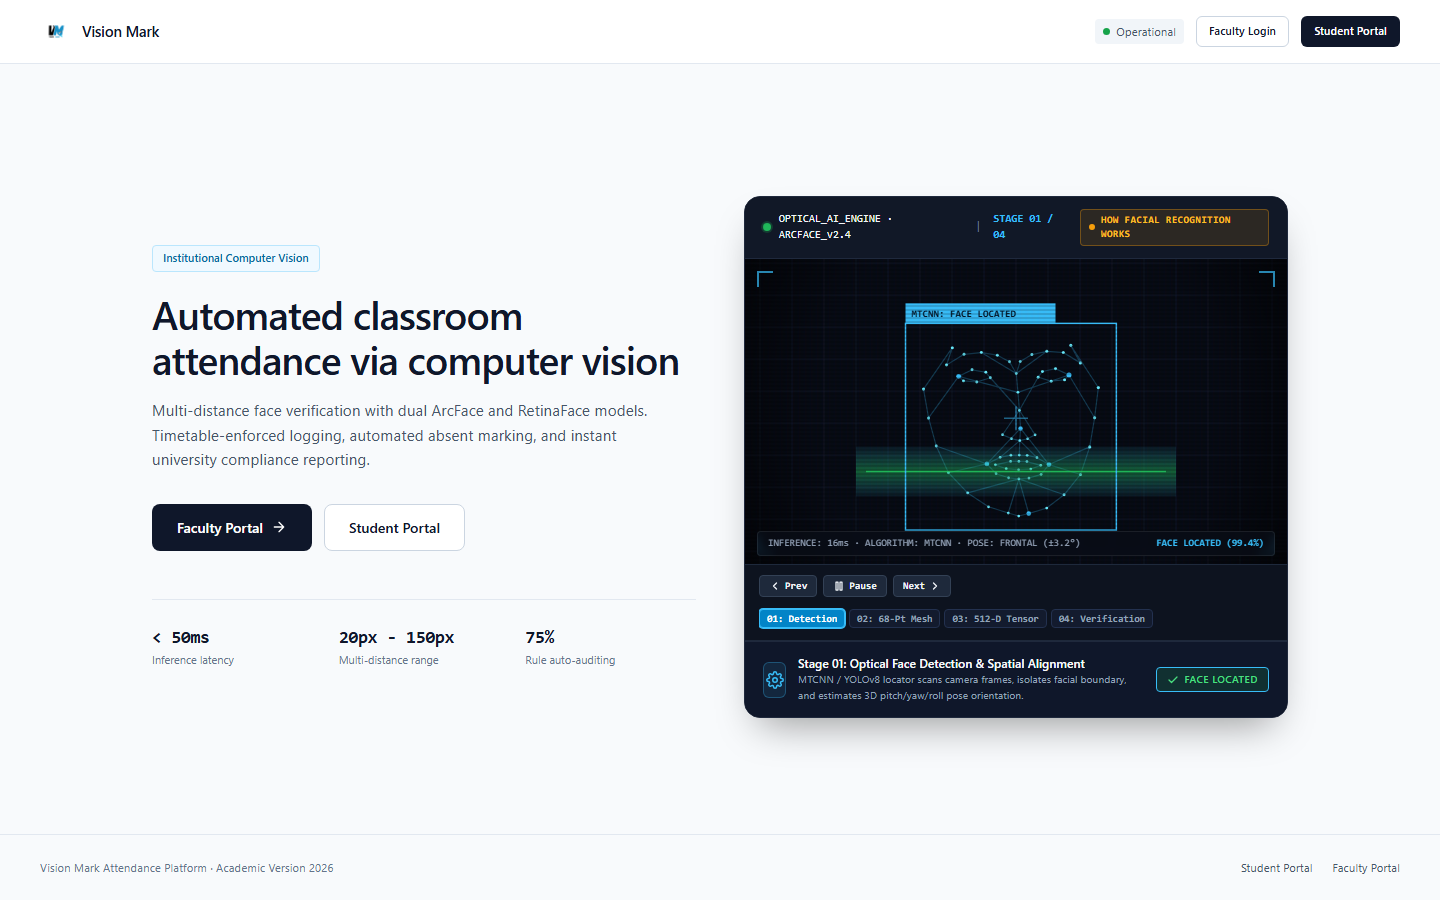 VM Vision Mark
Operational
Faculty Login
Student Portal
Institutional Computer Vision
Automated classroom
attendance via computer vision
Multi-distance face verification with dual ArcFace and RetinaFace models.
Timetable-enforced logging, automated absent marking, and instant
university compliance reporting.
Faculty Portal →
Student Portal
< 50ms
Inference latency
20px - 150px
Multi-distance range
75%
Rule auto-auditing
OPTICAL_AI_ENGINE ·
ARCFACE_v2.4
|
STAGE 01 /
04
HOW FACIAL RECOGNITION
WORKS
MTCNN: FACE LOCATED
INFERENCE: 16ms · ALGORITHM: MTCNN · POSE: FRONTAL (±3.2°)
FACE LOCATED (99.4%)
Prev
Pause
Next
01: Detection
02: 68-Pt Mesh
03: 512-D Tensor
04: Verification
Stage 01: Optical Face Detection & Spatial Alignment
MTCNN / YOLOv8 locator scans camera frames, isolates facial boundary,
and estimates 3D pitch/yaw/roll pose orientation.
✓ FACE LOCATED
Vision Mark Attendance Platform · Academic Version 2026
Student Portal
Faculty Portal